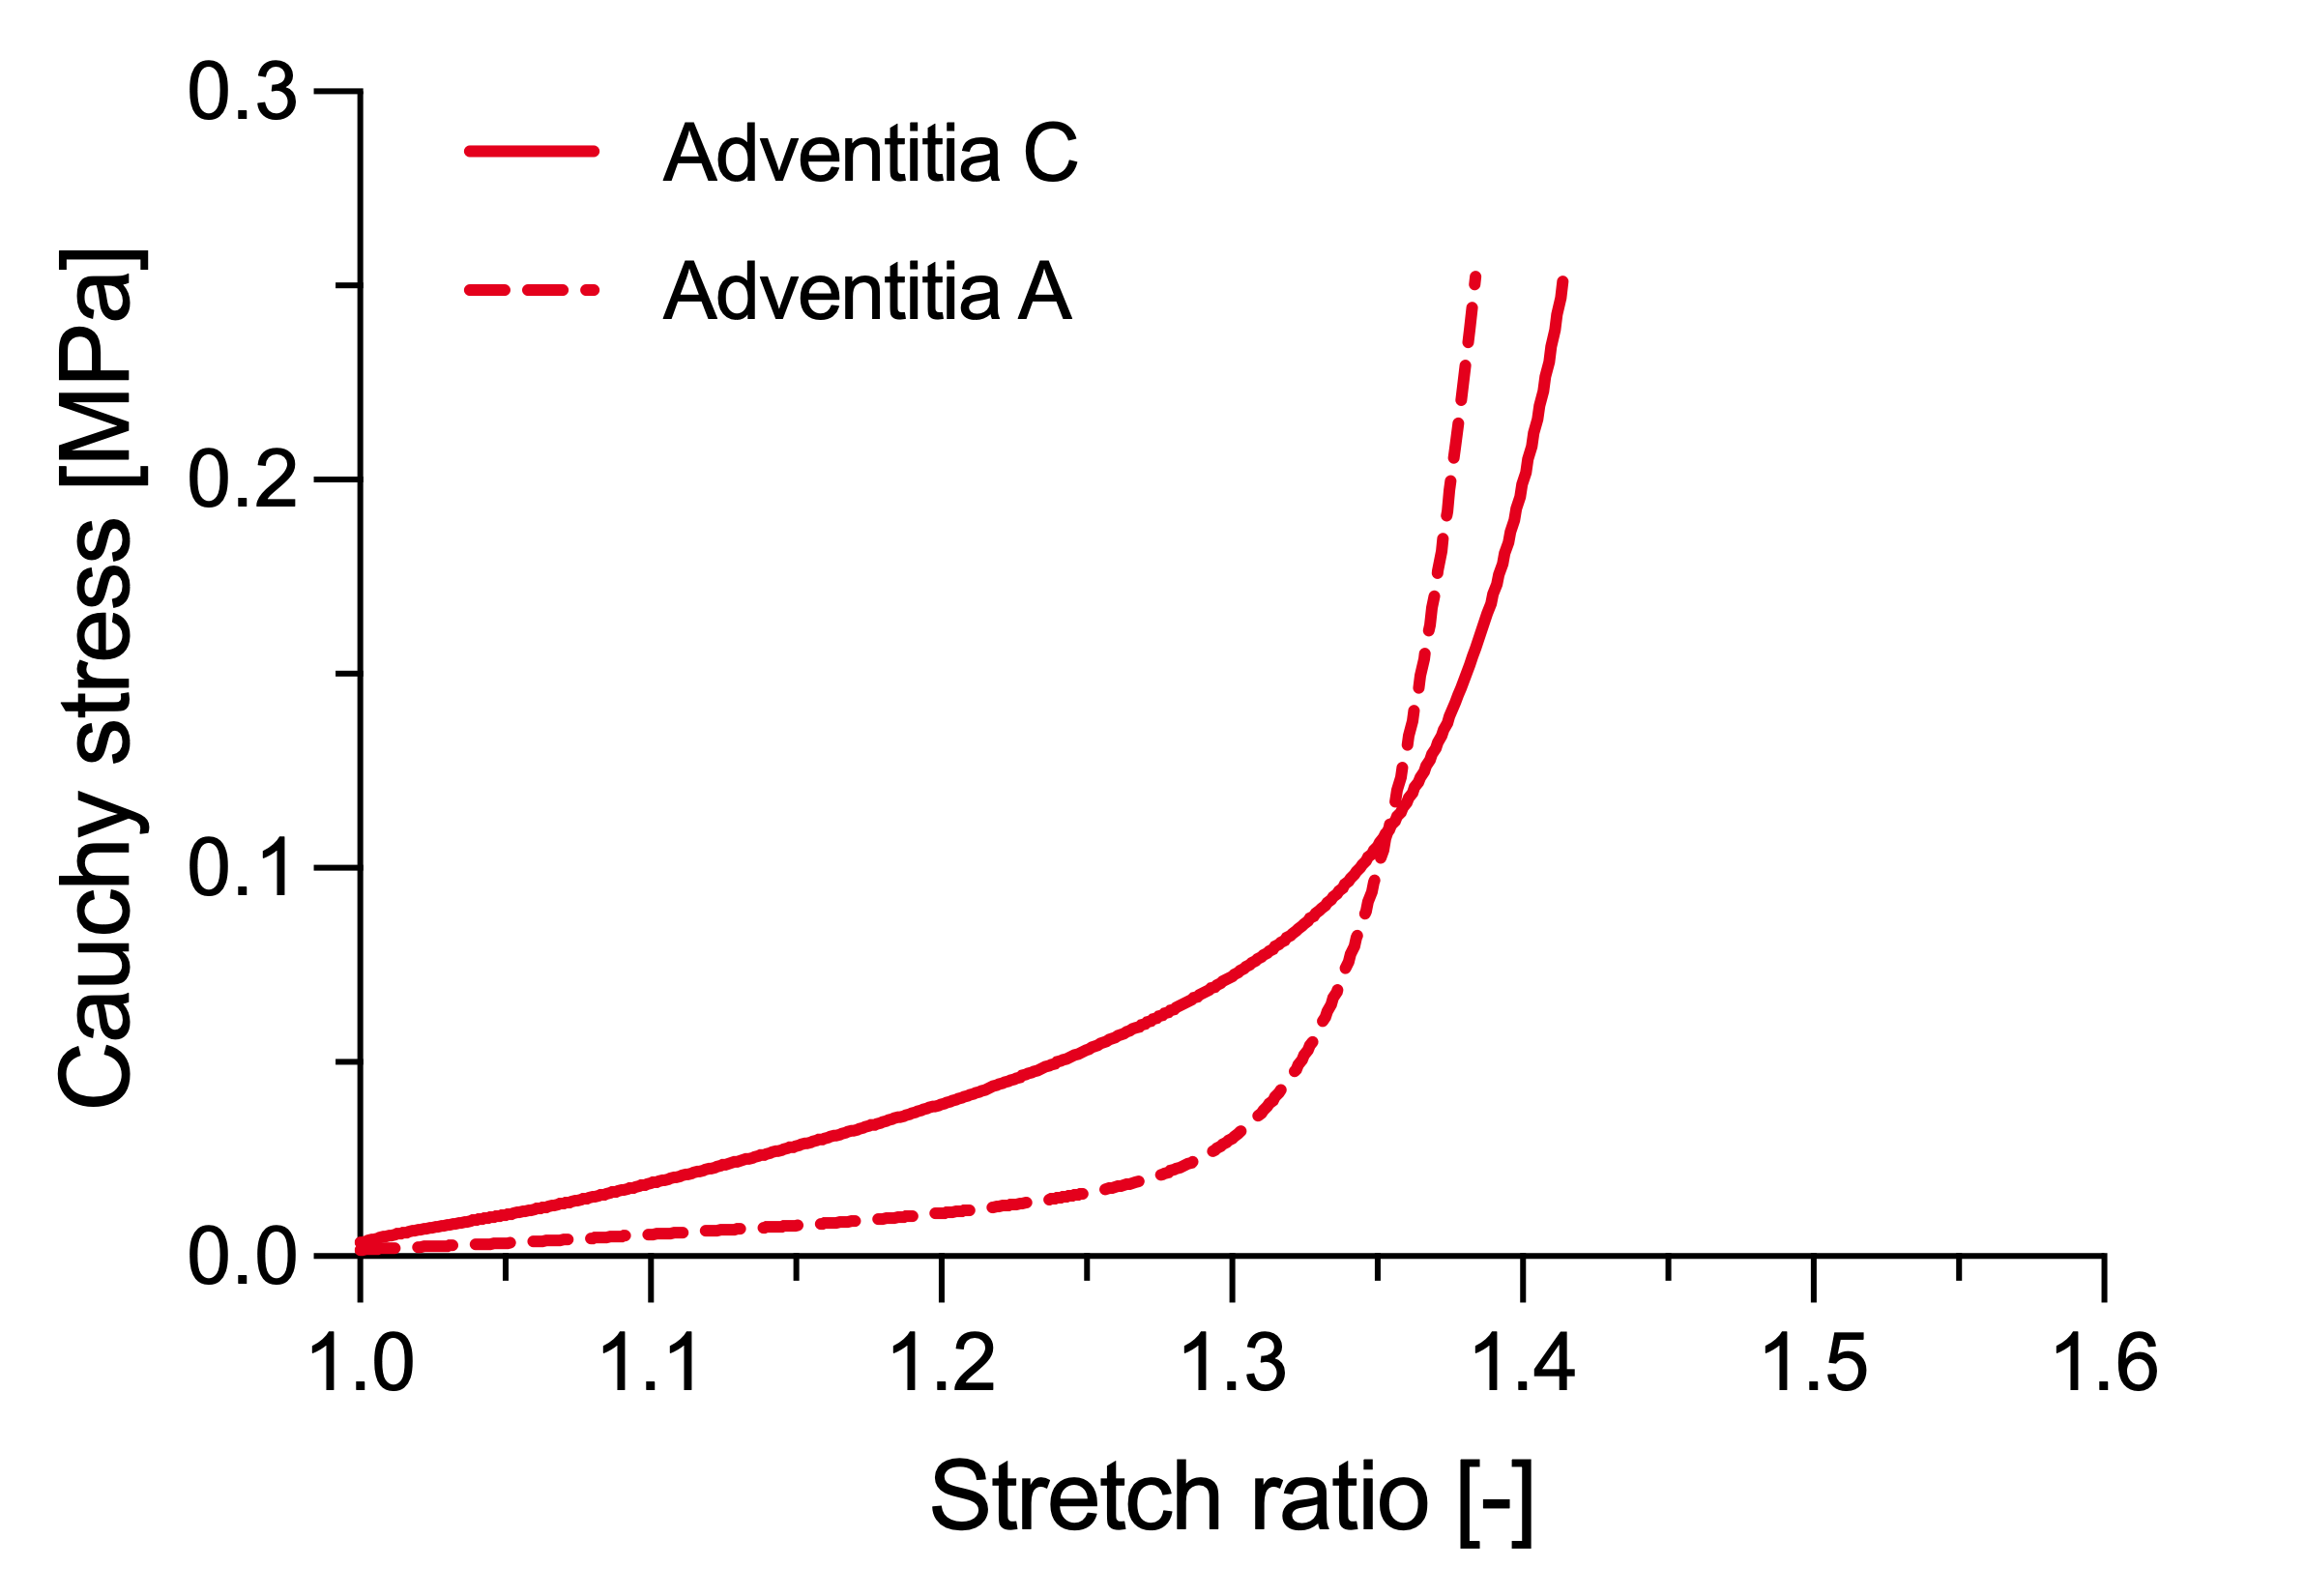 0.3
Adventitia C
Adventitia A
0.2
0.1
0.0
Cauchy stress [MPa]
1.0 1.1 1.2 1.3 1.4 1.5 1.6
Stretch ratio [-]